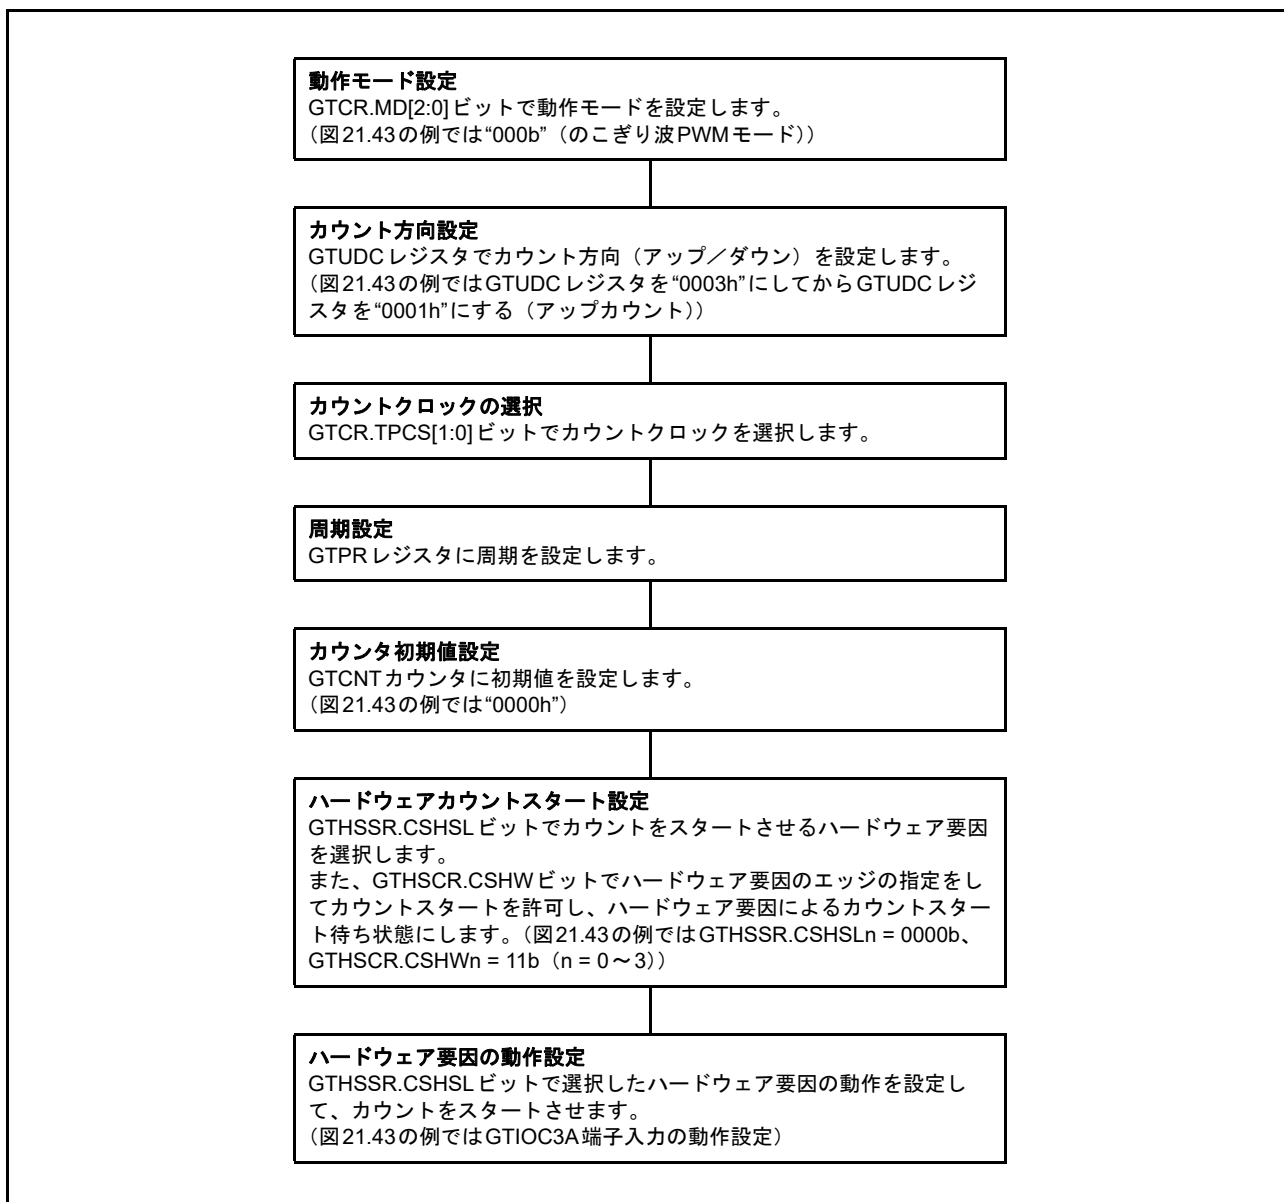 動作モード設定
GTCR.MD[2:0]ビットで動作モードを設定します。
(図21.43の例では“000b”（のこぎり波PWMモード）)
カウント方向設定
GTUDCレジスタでカウント方向（アップ／ダウン）を設定します。
(図21.43の例ではGTUDCレジスタを“0003h”にしてからGTUDCレジ
スタを“0001h”にする（アップカウント）)
カウントクロックの選択
GTCR.TPCS[1:0]ビットでカウントクロックを選択します。
周期設定
GTPRレジスタに周期を設定します。
カウンタ初期値設定
GTCNTカウンタに初期値を設定します。
(図21.43の例では“0000h”)
ハードウェアカウントスタート設定
GTHSSR.CSHSLビットでカウントをスタートさせるハードウェア要因
を選択します。
また、GTHSCR.CSHWビットでハードウェア要因のエッジの指定をし
てカウントスタートを許可し、ハードウェア要因によるカウントスター
ト待ち状態にします。(図21.43の例ではGTHSSR.CSHSLn = 0000b、
GTHSCR.CSHWn = 11b（n = 0～3）)
ハードウェア要因の動作設定
GTHSSR.CSHSLビットで選択したハードウェア要因の動作を設定し
て、カウントをスタートさせます。
(図21.43の例ではGTIOC3A端子入力の動作設定)